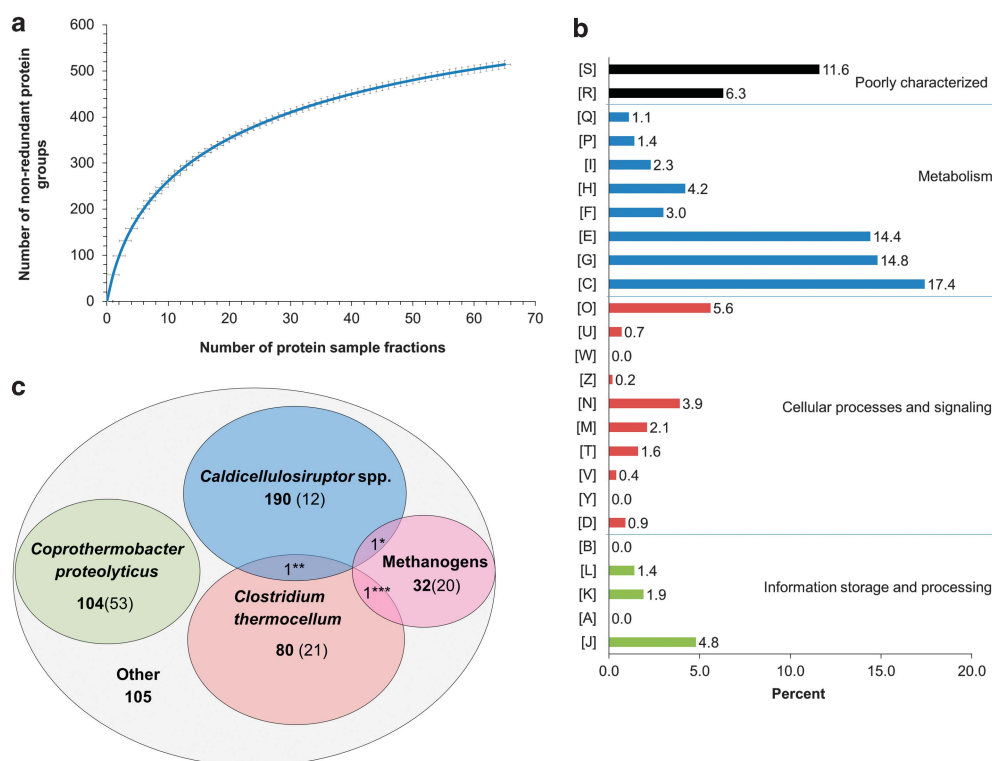 a
600
500
400
300
200
100
0
Number of non-redundant protein
groups
0 10 20 30 40 50 60 70
Number of protein sample fractions
b
[S] 11.6
Poorly characterized
[R] 6.3
[Q] 1.1
[P] 1.4
[I] 2.3
Metabolism
[H] 4.2
[F] 3.0
[E] 14.4
[G] 14.8
[C] 17.4
[O] 5.6
[U] 0.7
[W] 0.0
[Z] 0.2
[N] 3.9
Cellular processes and signaling
[M] 2.1
[T] 1.6
[V] 0.4
[Y] 0.0
[D] 0.9
[B] 0.0
[L] 1.4
Information storage and processing
[K] 1.9
[A] 0.0
[J] 4.8
0.0 5.0 10.0 15.0 20.0
Percent
c
Caldicellulosiruptor spp.
190 (12)
Coprothermobacter
proteolyticus
104(53)
1*
Methanogens
32(20)
1**
1***
Clostridium
thermocellum
80 (21)
Other
105